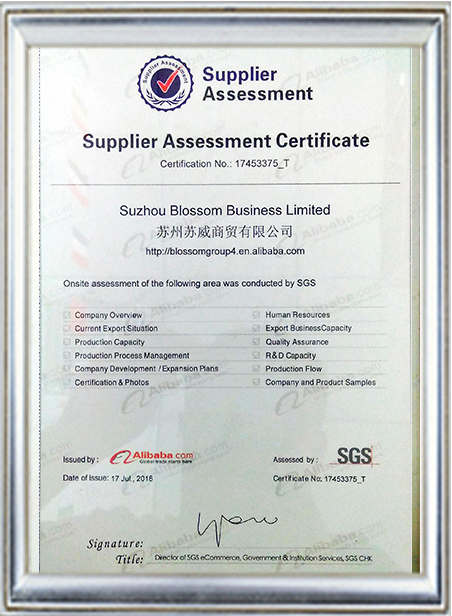 Supplier Assessment
Supplier
Assessment
Supplier Assessment Certificate
Certification No.: 17453375_T
Suzhou Blossom Business Limited
苏州苏威商贸有限公司
http://blossomgroup4.en.alibaba.com
Onsite assessment of the following area was conducted by SGS
Company Overview
Human Resources
Current Export Situation
Export BusinessCapacity
Production Capacity
Quality Assurance
Production Process Management
R&D Capacity
Company Development / Expansion Plans
Production Flow
Certification & Photos
Company and Product Samples
Issued by : Alibaba.com
Global trade starts here
Assessed by : SGS
Date of Issue: 17 Jul., 2016
Certificate No: 17453375_T
Signature:
Title: Director of SGS eCommerce, Government & Institution Services, SGS CHK